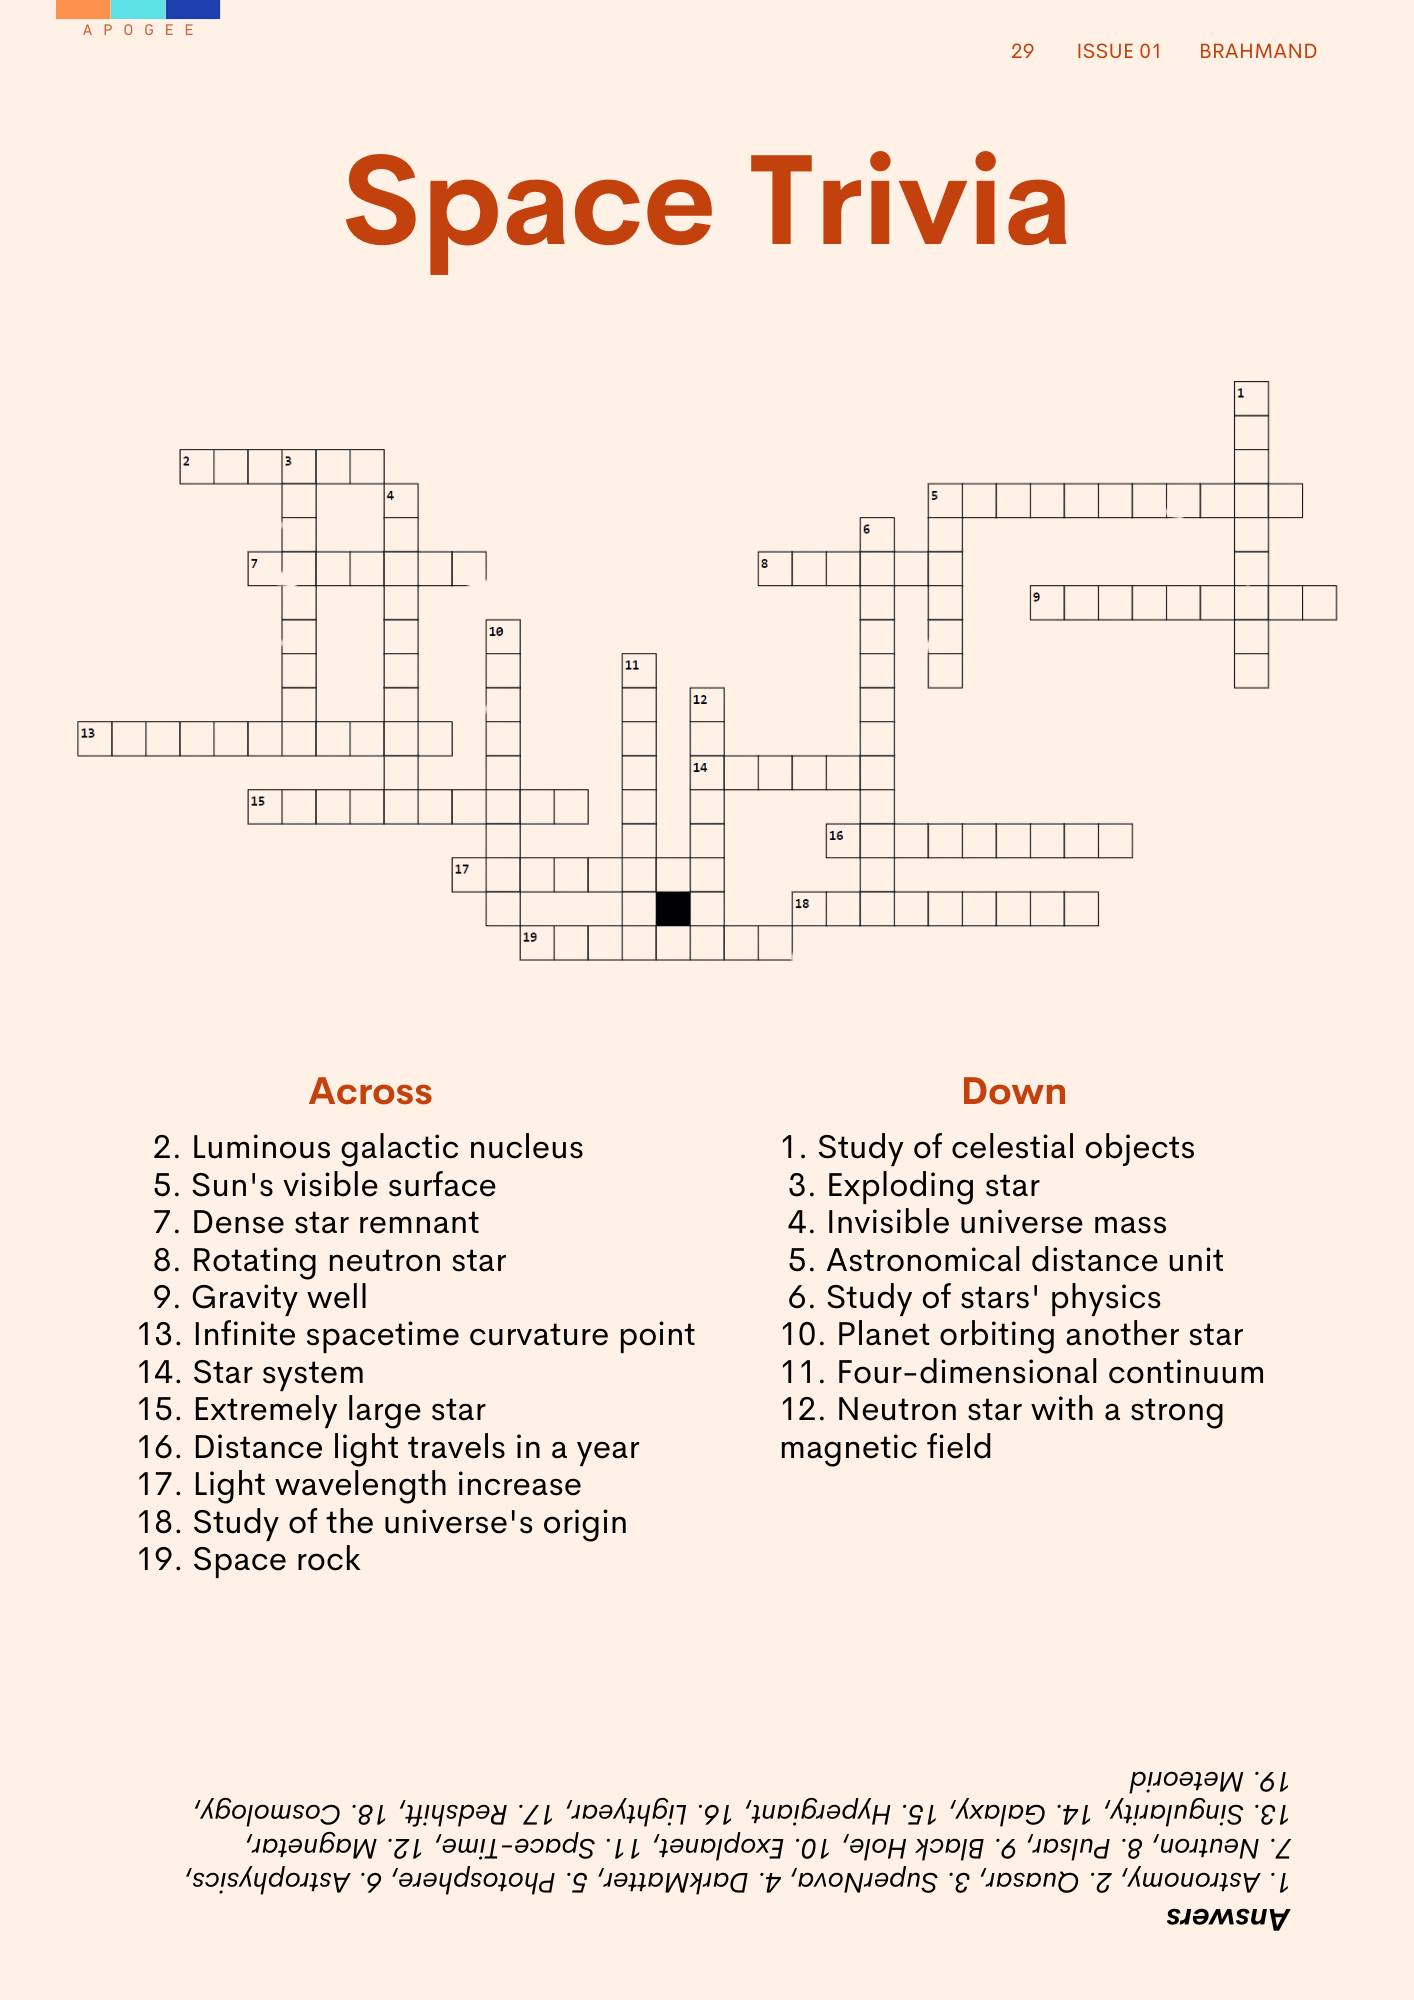 APOGEE
29 ISSUE 01 BRAHMAND
Space Trivia
1
2 3
4 5
6
7 8
9
10
11
12
13
14
15
16
17
18
19
Across
2. Luminous galactic nucleus
5. Sun's visible surface
7. Dense star remnant
8. Rotating neutron star
9. Gravity well
13. Infinite spacetime curvature point
14. Star system
15. Extremely large star
16. Distance light travels in a year
17. Light wavelength increase
18. Study of the universe's origin
19. Space rock
Down
1. Study of celestial objects
3. Exploding star
4. Invisible universe mass
5. Astronomical distance unit
6. Study of stars' physics
10. Planet orbiting another star
11. Four-dimensional continuum
12. Neutron star with a strong
magnetic field
Answers
1. Astronomy, 2. Quasar, 3. SuperNova, 4. DarkMatter, 5. Photosphere, 6. Astrophysics,
7. Neutron, 8. Pulsar, 9. Black Hole, 10. Exoplanet, 11. Space-Time, 12. Magnetar,
13. Singularity, 14. Galaxy, 15. Hypergiant, 16. Lightyear, 17. Redshift, 18. Cosmology,
19. Meteorid